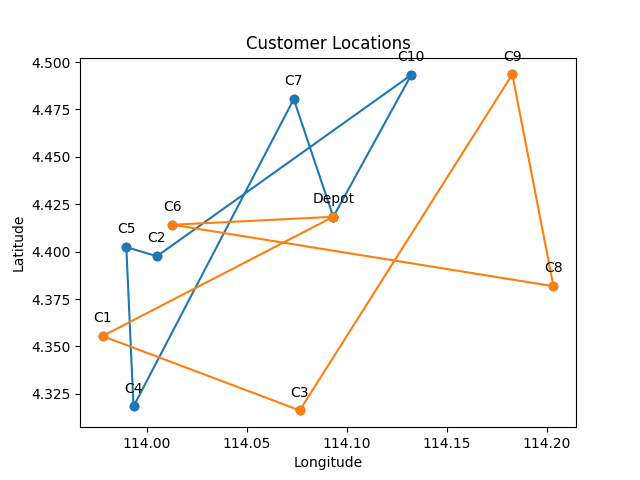 Customer Locations
C10
C9
C7
Depot
C6
C5
C2
C8
C1
C4
C3
4.500
4.475
4.450
4.425
4.400
4.375
4.350
4.325
Latitude
114.00 114.05 114.10 114.15 114.20
Longitude